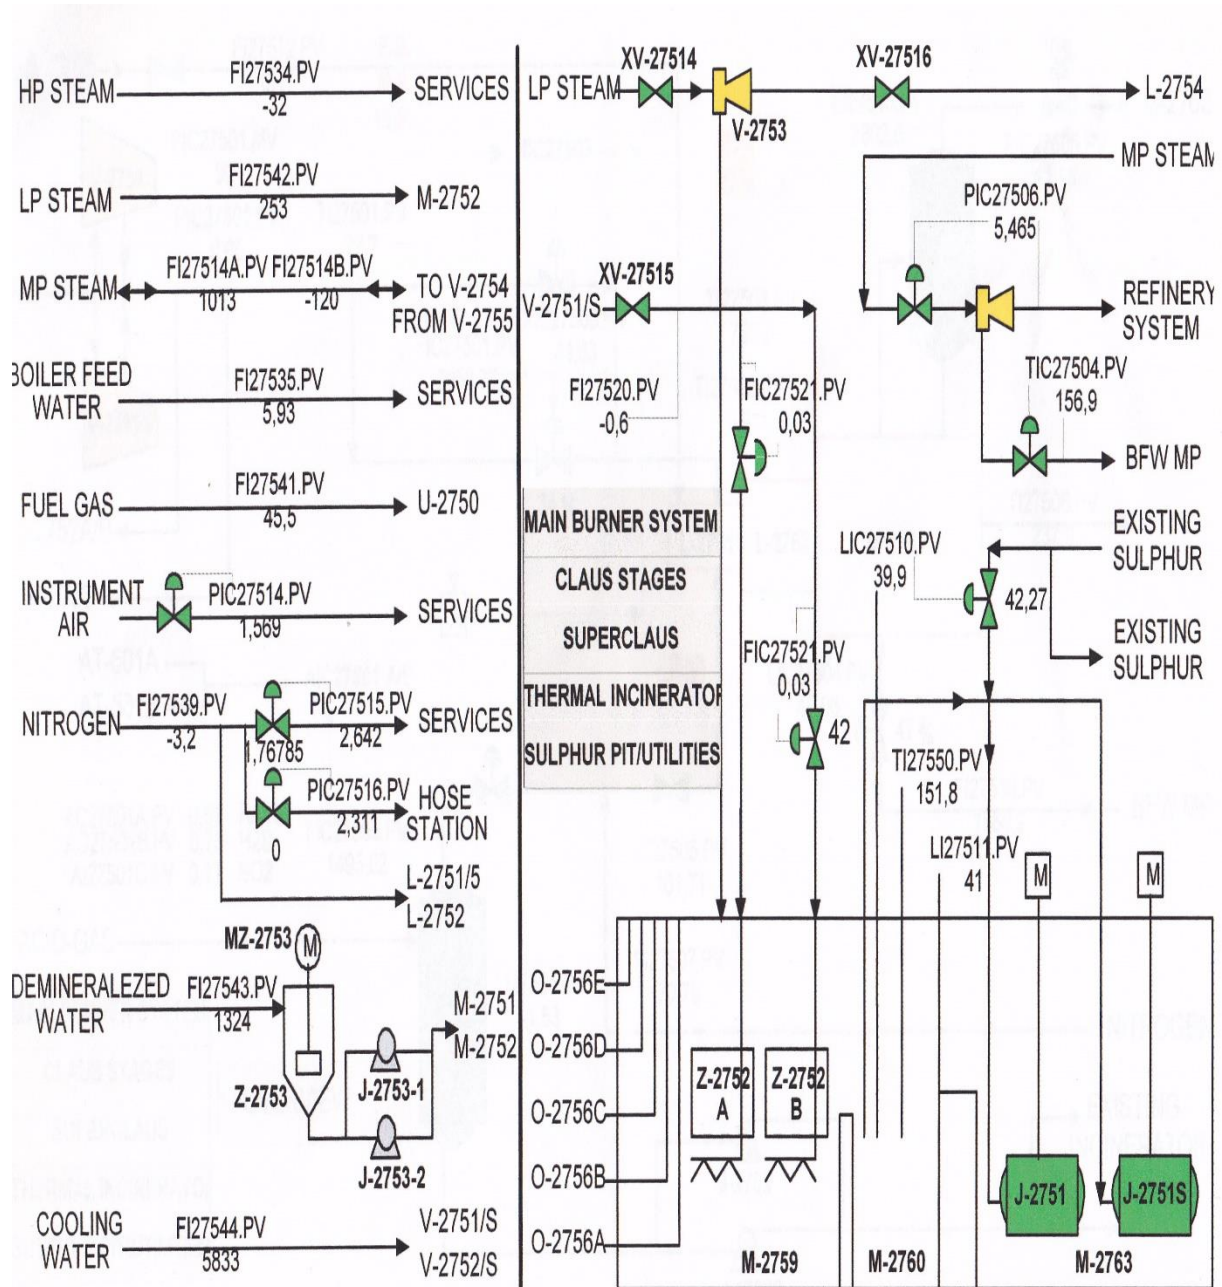 HP STEAM
FI27534.PV
-32
SERVICES
LP STEAM
FI27542.PV
253
M-2752
MP STEAM
FI27514A.PV
FI27514B.PV
1013
-120
TO V-2754
FROM V-2755
BOILER FEED
WATER
FI27535.PV
5,93
SERVICES
FUEL GAS
FI27541.PV
45,5
U-2750
INSTRUMENT
AIR
PIC27514.PV
1,569
SERVICES
NITROGEN
FI27539.PV
-3,2
PIC27515.PV
1,76785
2,642
SERVICES
PIC27516.PV
2,311
0
HOSE
STATION
L-2751/5
L-2752
MZ-2753
M
DEMINERALEZED
WATER
FI27543.PV
1324
Z-2753
J-2753-1
J-2753-2
M-2751
M-2752
COOLING
WATER
FI27544.PV
5833
V-2751/S
V-2752/S
LP STEAM
XV-27514
V-2753
XV-27516
L-2754
MP STEAM
PIC27506.PV
5,465
XV-27515
V-2751/S
REFINERY
SYSTEM
FI27520.PV
-0,6
FIC27521.PV
0,03
TIC27504.PV
156,9
BFW MP
MAIN BURNER SYSTEM
CLAUS STAGES
SUPERCLAUS
THERMAL INCINERATOR
SULPHUR PIT/UTILITIES
EXISTING
SULPHUR
LIC27510.PV
39,9
42,27
EXISTING
SULPHUR
FIC27521.PV
0,03
42
TI27550.PV
151,8
LI27511.PV
41
M
M
O-2756E
O-2756D
O-2756C
O-2756B
O-2756A
Z-2752
A
Z-2752
B
J-2751
J-2751S
M-2759
M-2760
M-2763